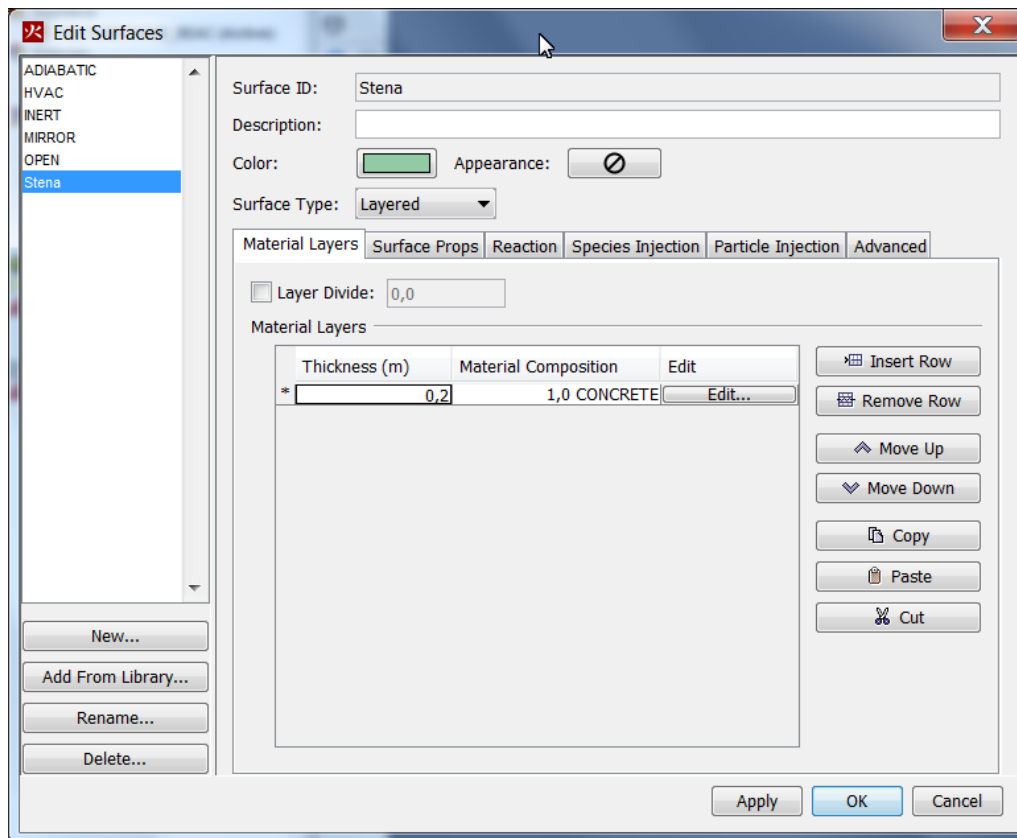 Edit Surfaces
ADIABATIC
HVAC
INERT
MIRROR
OPEN
Stena
New...
Add From Library...
Rename...
Delete...
Surface ID: Stena
Description:
Color: Appearance:
Surface Type: Layered
Material Layers Surface Props Reaction Species Injection Particle Injection Advanced
Layer Divide: 0,0
Material Layers
Thickness (m) Material Composition Edit
* 0,2 1,0 CONCRETE Edit...
Insert Row
Remove Row
Move Up
Move Down
Copy
Paste
Cut
Apply OK Cancel